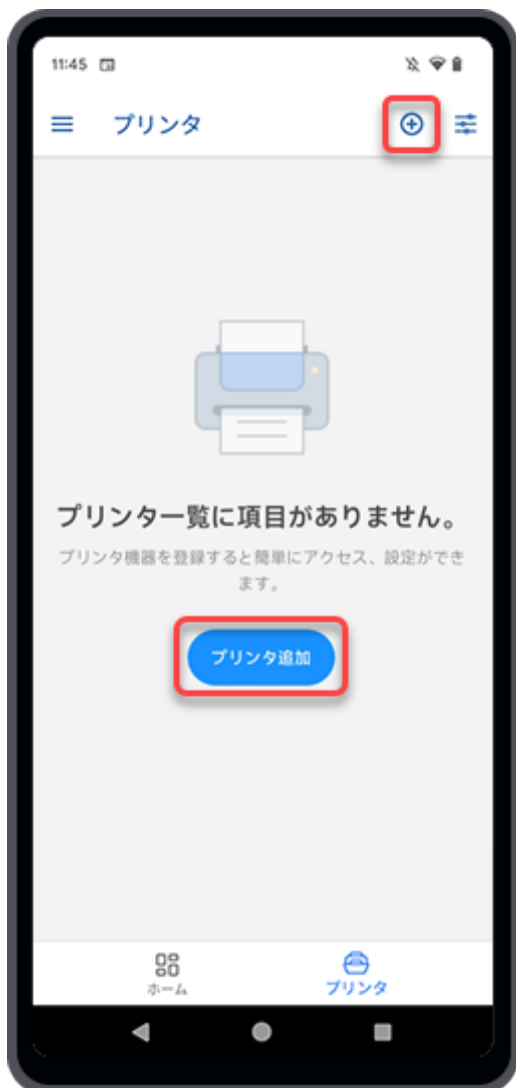 11:45
プリンタ
プリンター覧に項目がありません。
プリンタ機器を登録すると簡単にアクセス、設定ができ
ます。
プリンタ追加
ホーム
プリンタ